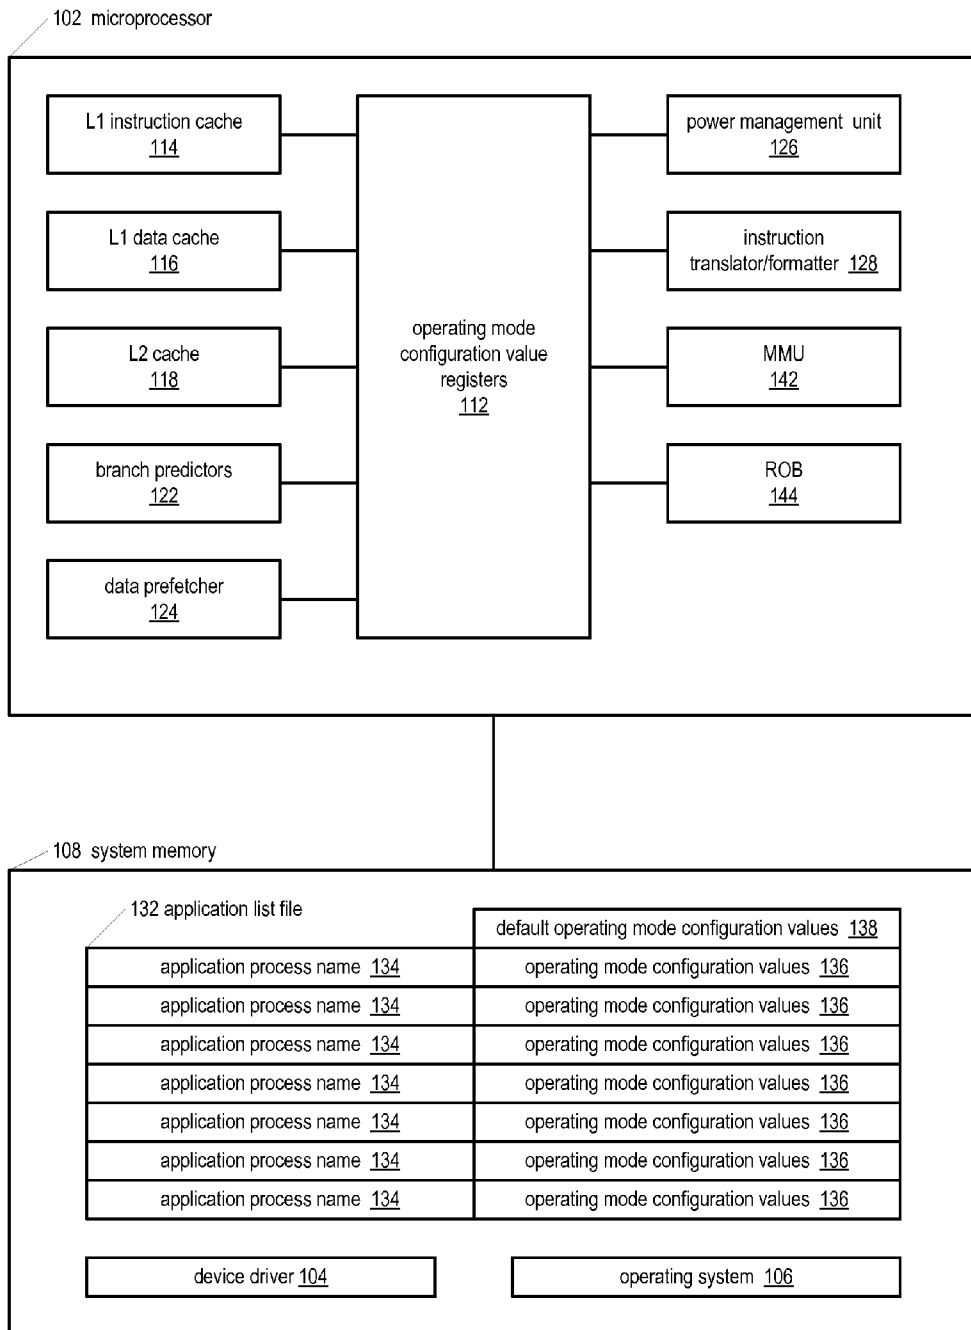 102 microprocessor
L1 instruction cache
114
L1 data cache
116
L2 cache
118
branch predictors
122
data prefetcher
124
operating mode
configuration value
registers
112
power management unit
126
instruction
translator/formatter 128
MMU
142
ROB
144
108 system memory
132 application list file
default operating mode configuration values 138
application process name 134 operating mode configuration values 136
application process name 134 operating mode configuration values 136
application process name 134 operating mode configuration values 136
application process name 134 operating mode configuration values 136
application process name 134 operating mode configuration values 136
application process name 134 operating mode configuration values 136
application process name 134 operating mode configuration values 136
device driver 104 operating system 106